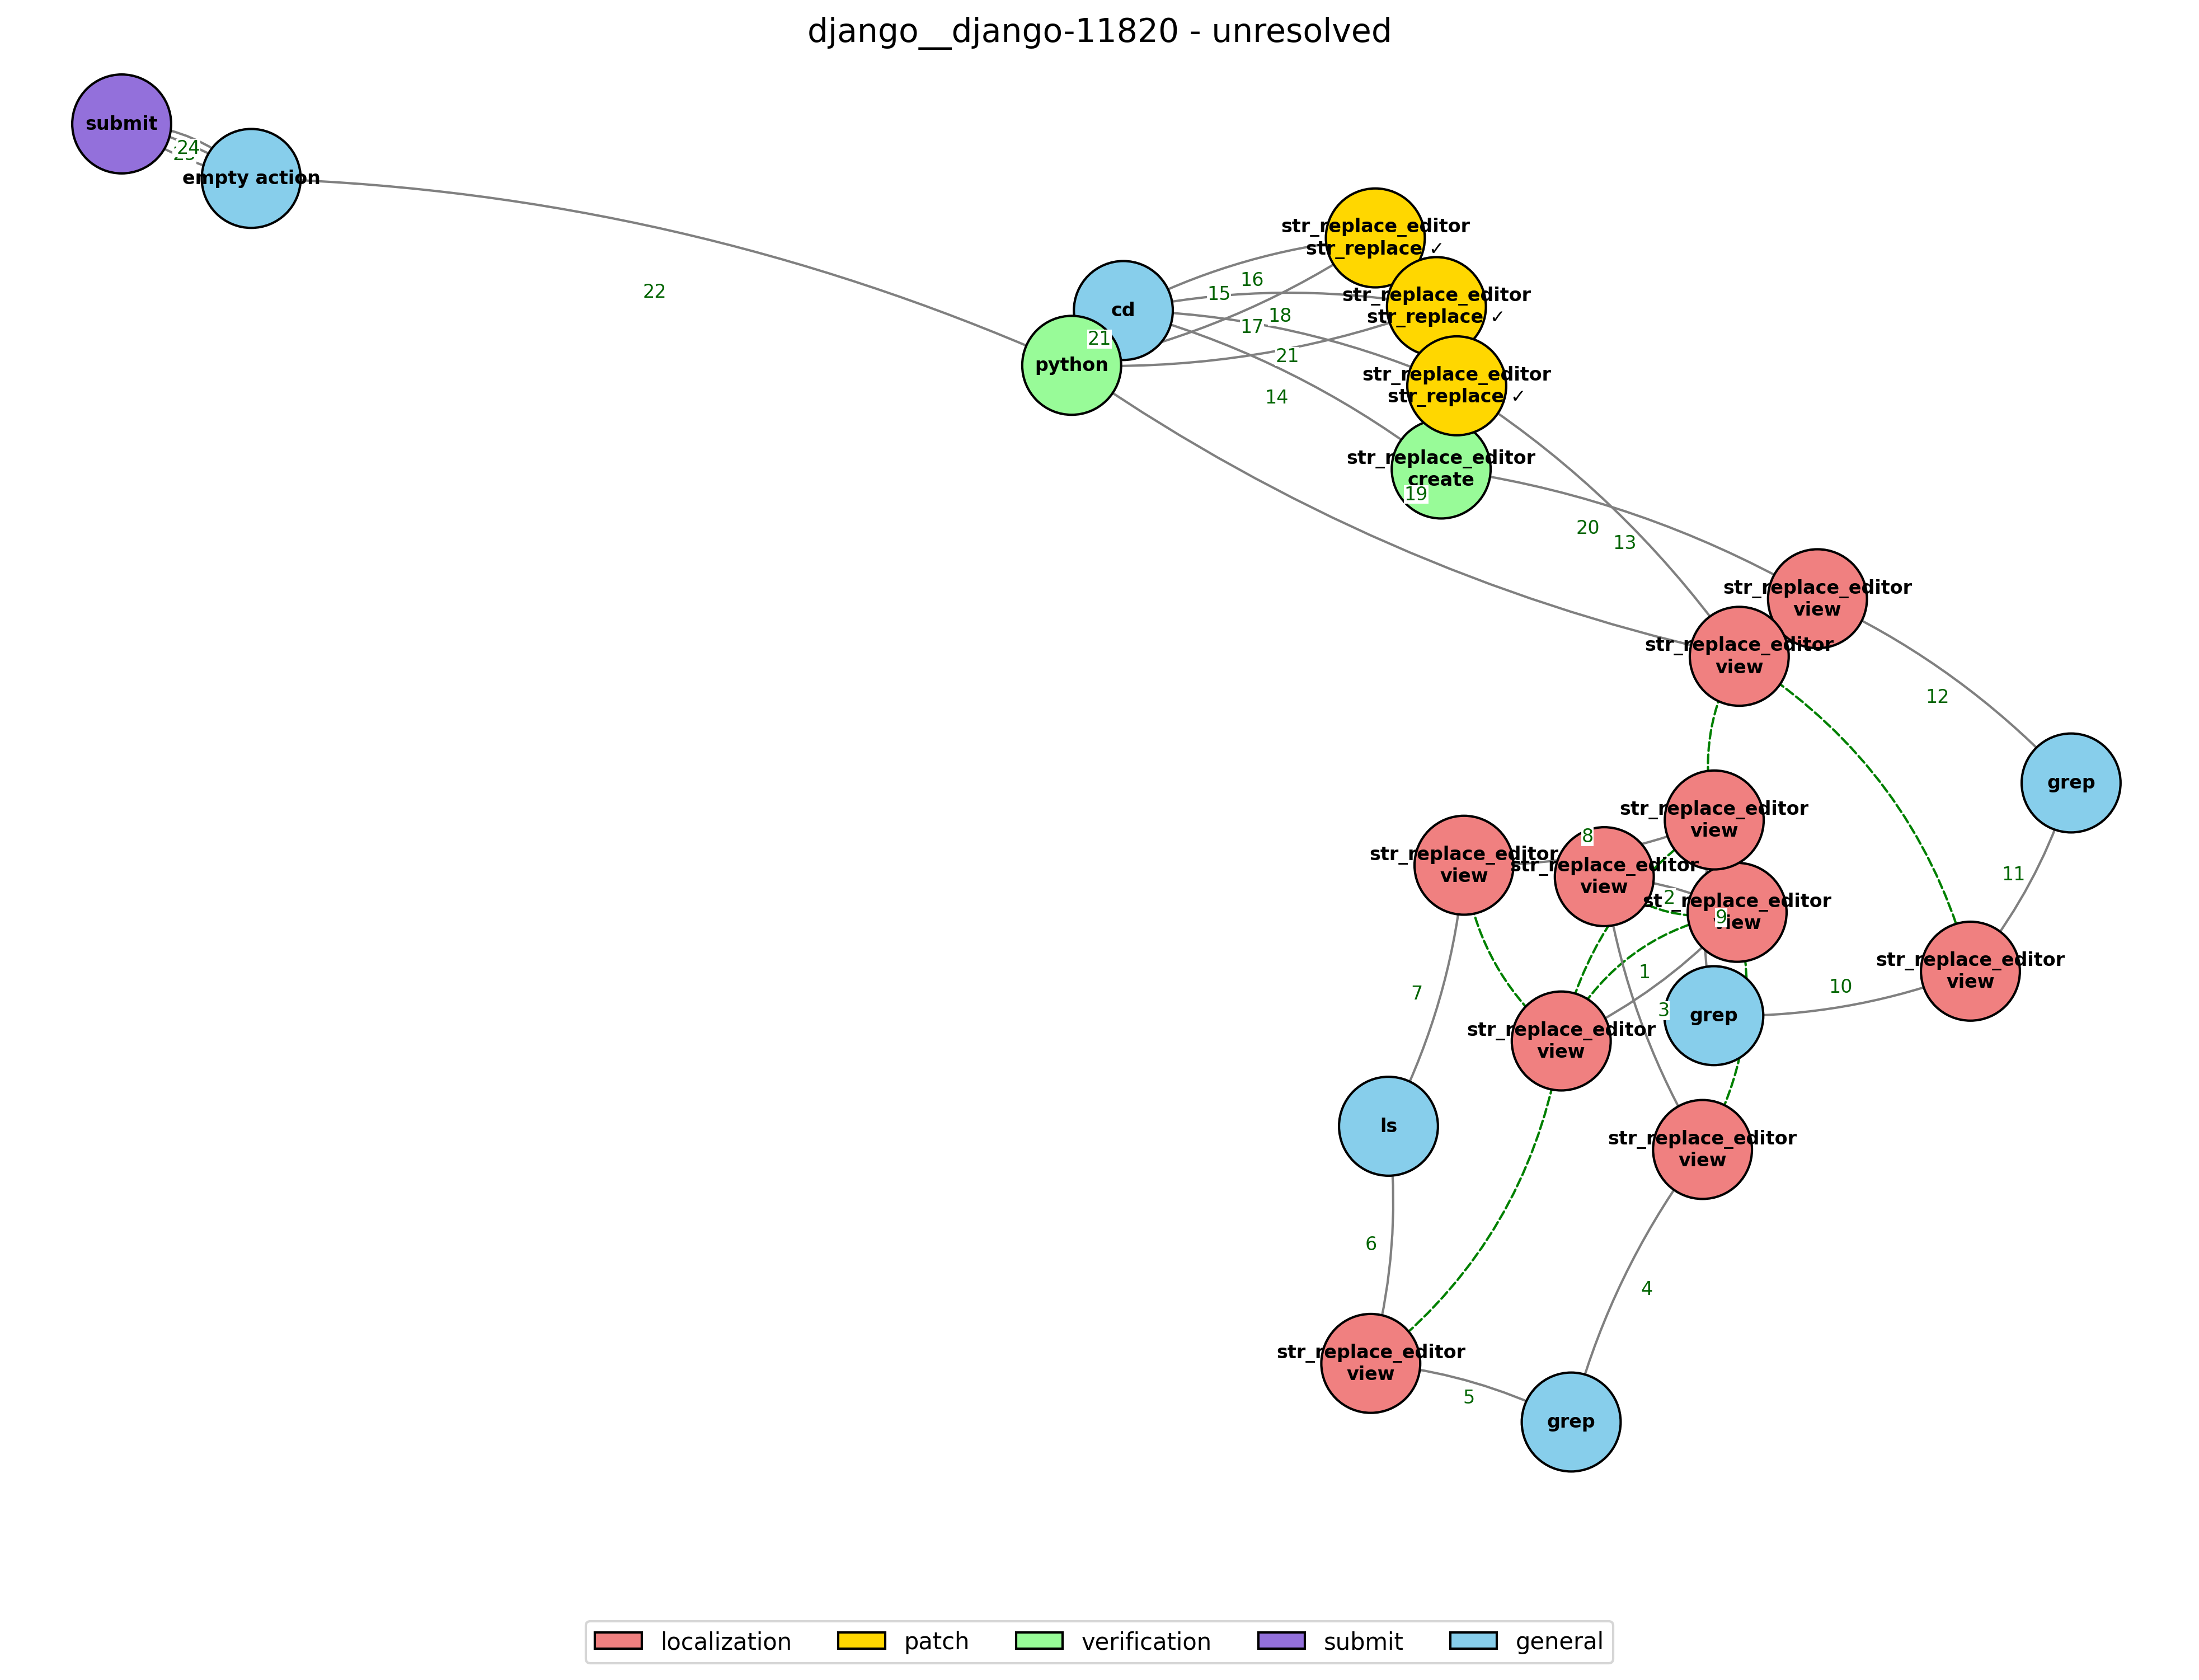 django__django-11820 - unresolved
submit
24
empty action
22
str_replace_editor
str_replace ✓
16
15
cd
str_replace_editor
str_replace ✓
18
17
21
python
21
str_replace_editor
str_replace ✓
14
str_replace_editor
create
19
20
13
str_replace_editor
view
str_replace_editor
view
12
grep
str_replace_editor
view
8
str_replace_editor
view
str_replace_editor
view
11
2
str_replace_editor
view
9
str_replace_editor
view
1
10
7
3
grep
str_replace_editor
view
ls
str_replace_editor
view
6
4
str_replace_editor
view
5
grep
localization
patch
verification
submit
general